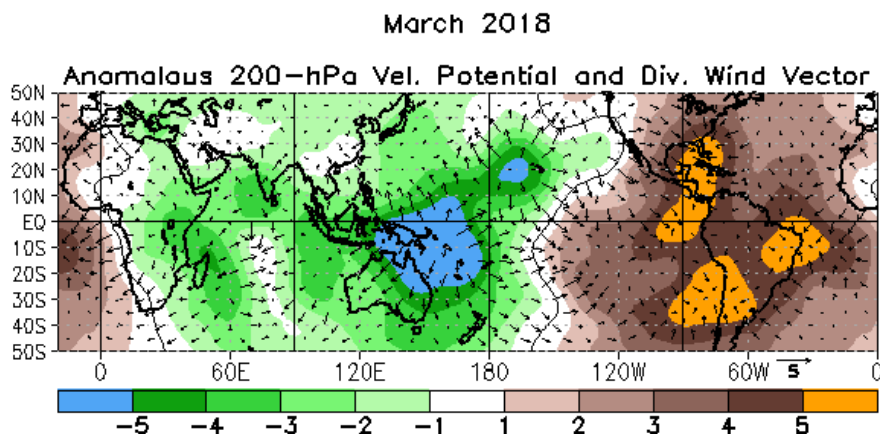 March 2018
Anomalaus 200-hPa Vel. Potential and Div. Wind Vector
50N
40N
30N
20N
10N
EQ
10S
20S
30S
40S
50S
0 60E 120E 180 120W 60W 5 0
-5 -4 -3 -2 -1 1 2 3 4 5